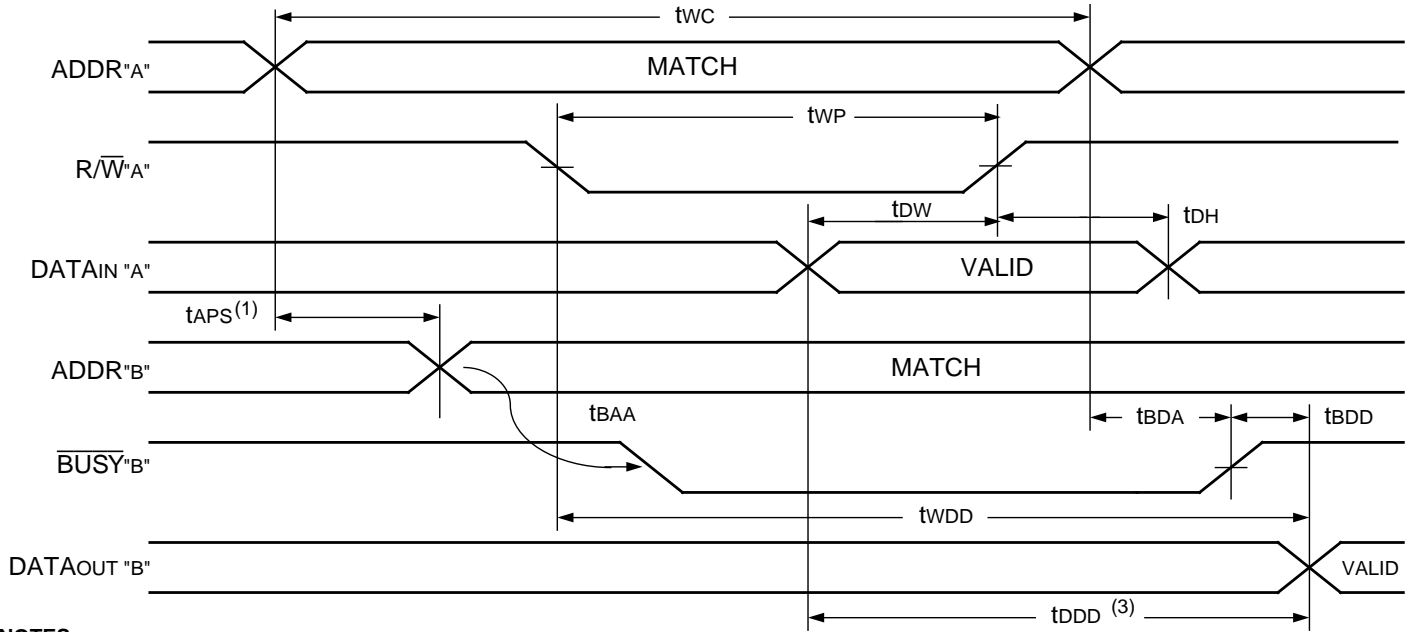 tWC
ADDR"A"
MATCH
tWP
R/W̅"A"
tDW
tDH
DATAIN "A"
VALID
tAPS(1)
ADDR"B"
MATCH
tBAA
tBDA
tBDD
B̅U̅S̅Y̅"B"
tWDD
DATAOUT "B"
VALID
tDDD (3)